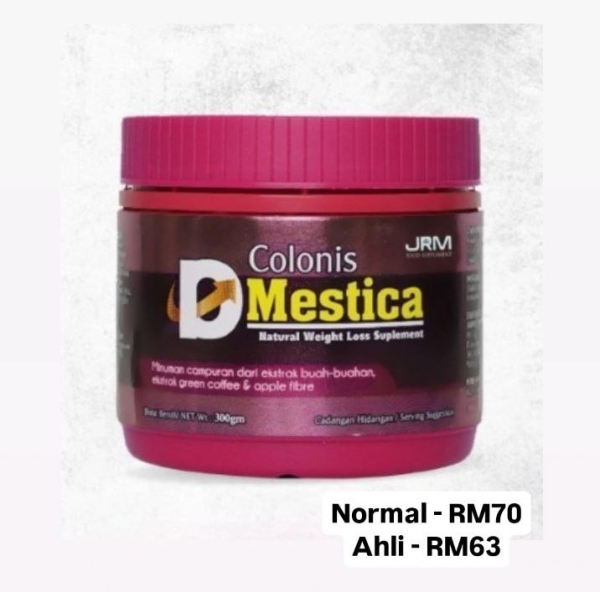 JRM
Colonis
D Mestica
Natural Weight Loss Suplement
Minuman campuran dari ekstrak buah-buahan,
ekstrak green coffee & apple fibre
NET Wt. 300gm
Cadangan Hidangan / Serving Suggestion
Normal - RM70
Ahli - RM63